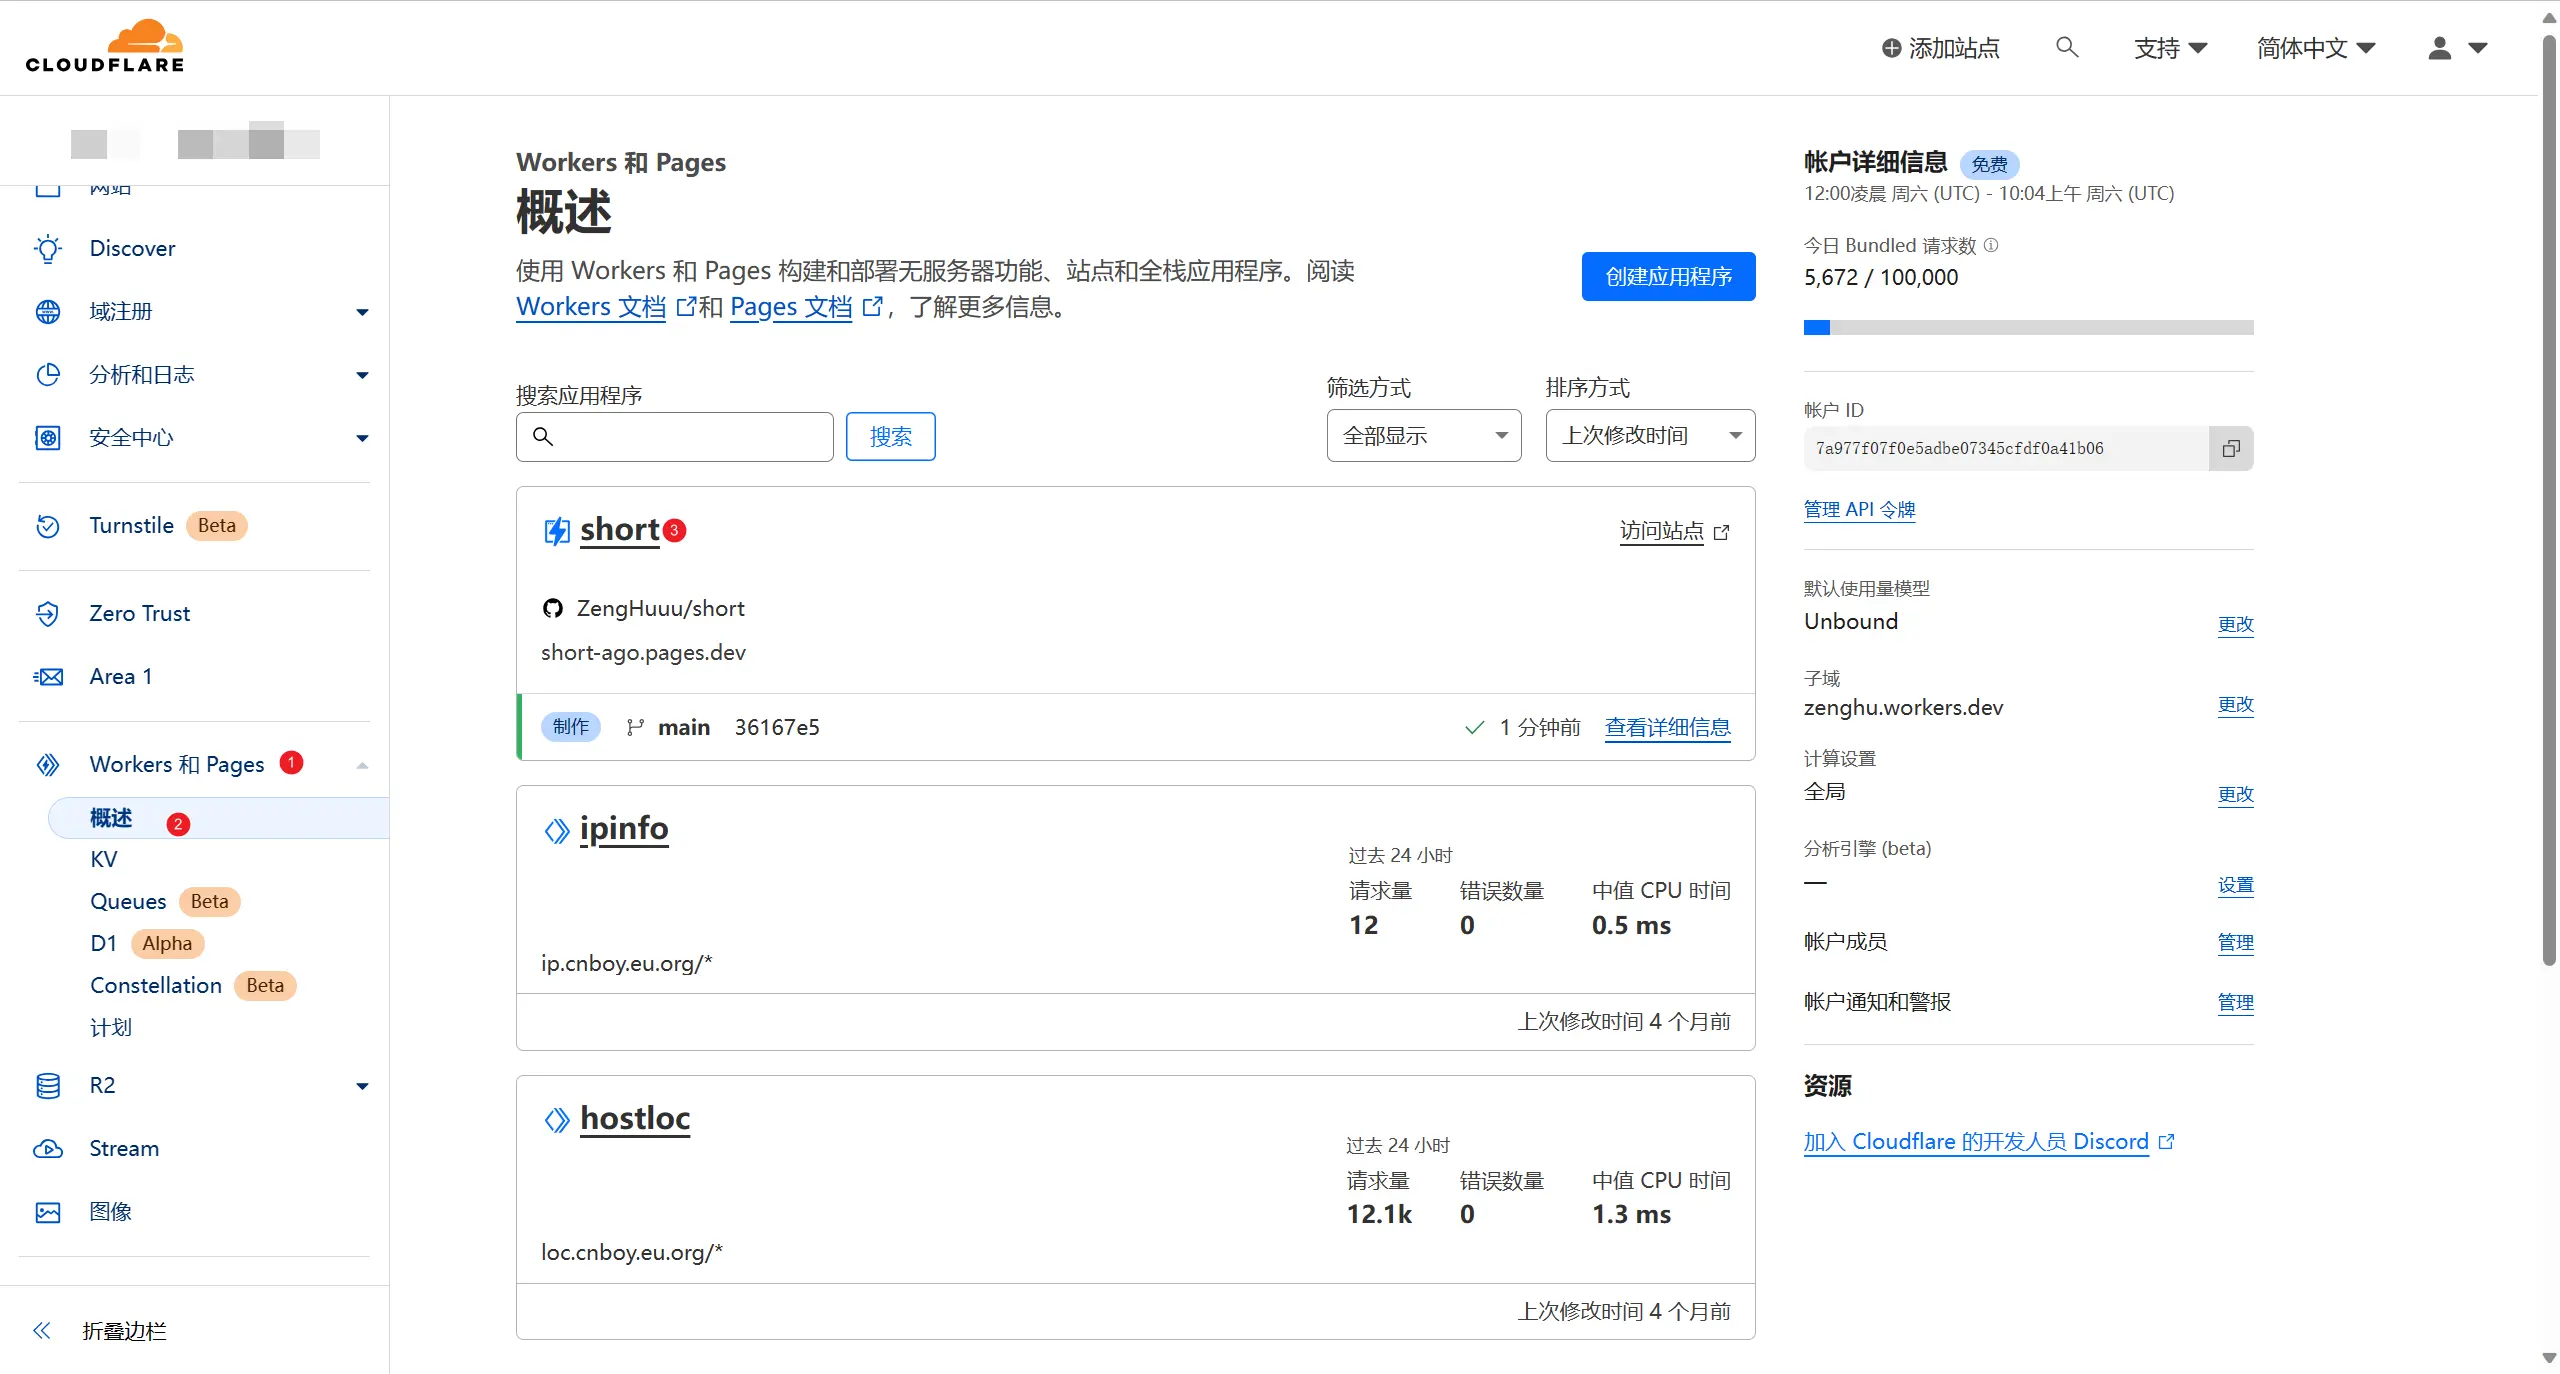 CLOUDFLARE
添加站点
支持
简体中文
网站
Discover
域注册
分析和日志
安全中心
Turnstile Beta
Zero Trust
Area 1
Workers 和 Pages 1
概述 2
KV
Queues Beta
D1 Alpha
Constellation Beta
计划
R2
Stream
图像
折叠边栏
Workers 和 Pages
概述
使用 Workers 和 Pages 构建和部署无服务器功能、站点和全栈应用程序。阅读
Workers 文档 和 Pages 文档 ，了解更多信息。
创建应用程序
搜索应用程序
搜索
筛选方式
全部显示
排序方式
上次修改时间
short 3
访问站点
ZengHuuu/short
short-ago.pages.dev
制作 main 36167e5
1 分钟前 查看详细信息
ipinfo
过去 24 小时
请求量 错误数量 中值 CPU 时间
12 0 0.5 ms
ip.cnboy.eu.org/*
上次修改时间 4 个月前
hostloc
过去 24 小时
请求量 错误数量 中值 CPU 时间
12.1k 0 1.3 ms
loc.cnboy.eu.org/*
上次修改时间 4 个月前
帐户详细信息 免费
12:00凌晨 周六 (UTC) - 10:04上午 周六 (UTC)
今日 Bundled 请求数
5,672 / 100,000
帐户 ID
7a977f07f0e5adbe07345cfdf0a41b06
管理 API 令牌
默认使用量模型
Unbound 更改
子域
zenghu.workers.dev 更改
计算设置
全局 更改
分析引擎 (beta)
— 设置
帐户成员 管理
帐户通知和警报 管理
资源
加入 Cloudflare 的开发人员 Discord